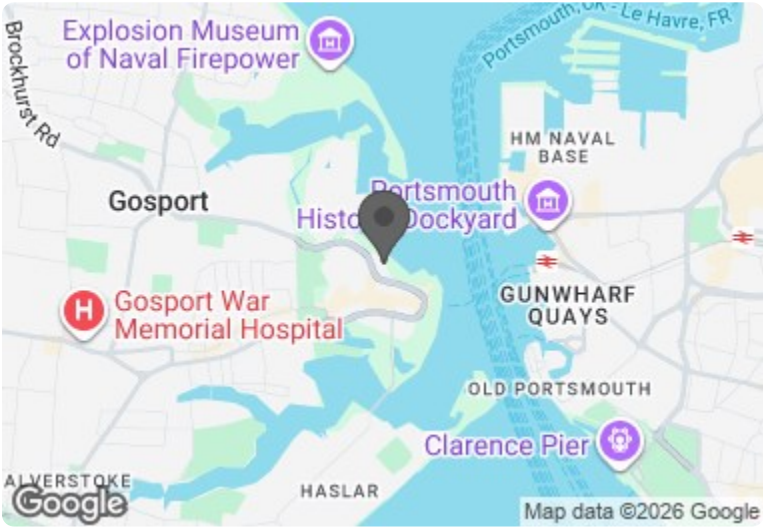 Explosion Museum
of Naval Firepower
Portsmouth, UK - Le Havre, FR
Brockhurst Rd
HM NAVAL
BASE
Gosport
Portsmouth
Historic Dockyard
H
Gosport War
Memorial Hospital
GUNWHARF
QUAYS
OLD PORTSMOUTH
Clarence Pier
ALVERSTOKE
HASLAR
Google
Map data ©2026 Google